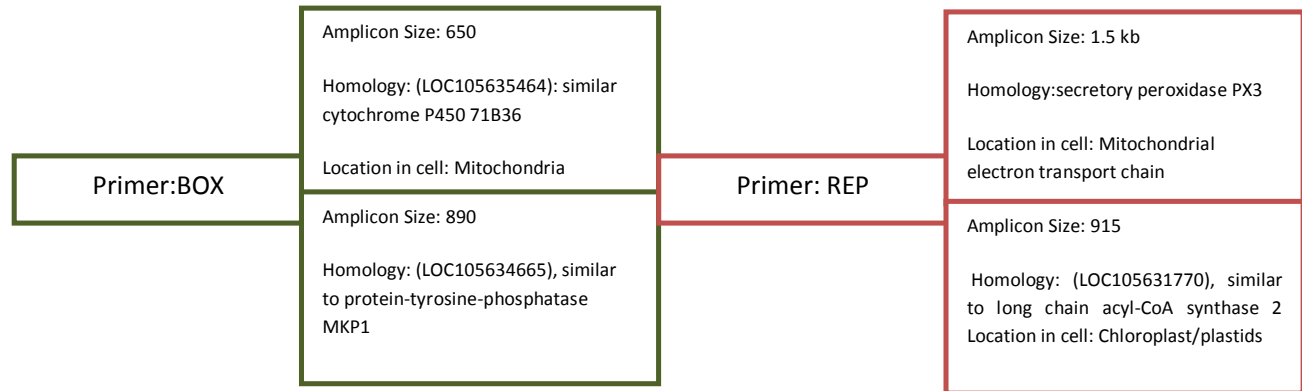 Primer:BOX
Amplicon Size: 650
Homology: (LOC105635464): similar
cytochrome P450 71B36
Location in cell: Mitochondria
Amplicon Size: 890
Homology: (LOC105634665), similar
to protein-tyrosine-phosphatase
MKP1
Primer: REP
Amplicon Size: 1.5 kb
Homology:secretory peroxidase PX3
Location in cell: Mitochondrial
electron transport chain
Amplicon Size: 915
Homology: (LOC105631770), similar
to long chain acyl-CoA synthase 2
Location in cell: Chloroplast/plastids